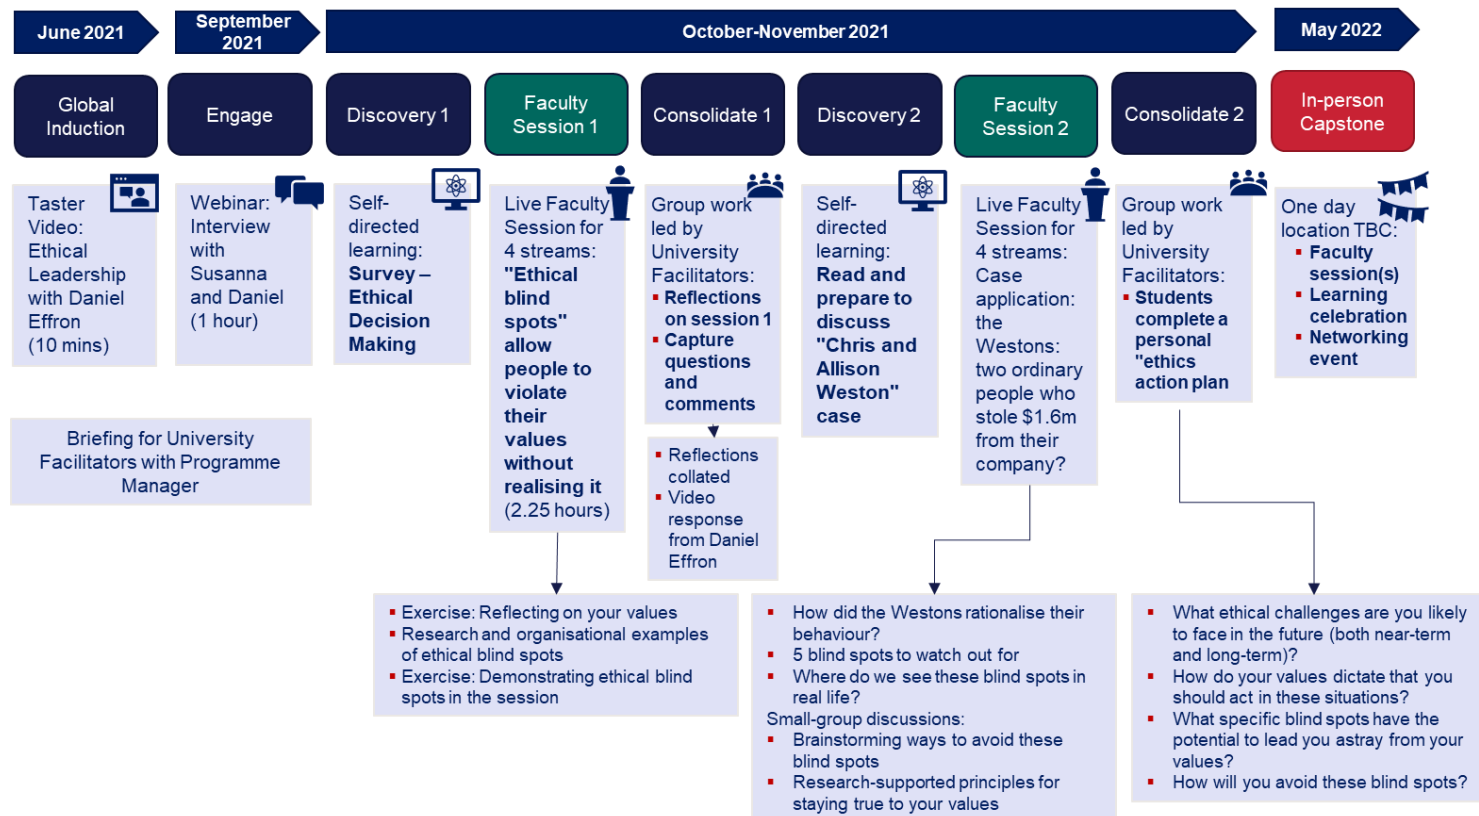 June 2021
September
2021
October-November 2021
May 2022
Global
Induction
Engage
Discovery 1
Faculty
Session 1
Consolidate 1
Discovery 2
Faculty
Session 2
Consolidate 2
In-person
Capstone
Taster
Video:
Ethical
Leadership
with Daniel
Effron
(10 mins)
Webinar:
Interview
with
Susanna
and Daniel
(1 hour)
Self-
directed
learning:
Survey –
Ethical
Decision
Making
Live Faculty
Session for
4 streams:
"Ethical
blind
spots"
allow
people to
violate
their
values
without
realising it
(2.25 hours)
Group work
led by
University
Facilitators:
▪ Reflections
on session 1
▪ Capture
questions
and
comments
Self-
directed
learning:
Read and
prepare to
discuss
"Chris and
Allison
Weston"
case
Live Faculty
Session for
4 streams:
Case
application:
the
Westons:
two ordinary
people who
stole $1.6m
from their
company?
Group work
led by
University
Facilitators:
▪ Students
complete a
personal
"ethics
action plan
One day
location TBC:
▪ Faculty
session(s)
▪ Learning
celebration
▪ Networking
event
Briefing for University
Facilitators with Programme
Manager
▪ Reflections
collated
▪ Video
response
from Daniel
Effron
▪ Exercise: Reflecting on your values
▪ Research and organisational examples
of ethical blind spots
▪ Exercise: Demonstrating ethical blind
spots in the session
▪ How did the Westons rationalise their
behaviour?
▪ 5 blind spots to watch out for
▪ Where do we see these blind spots in
real life?
Small-group discussions:
▪ Brainstorming ways to avoid these
blind spots
▪ Research-supported principles for
staying true to your values
▪ What ethical challenges are you likely
to face in the future (both near-term
and long-term)?
▪ How do your values dictate that you
should act in these situations?
▪ What specific blind spots have the
potential to lead you astray from your
values?
▪ How will you avoid these blind spots?